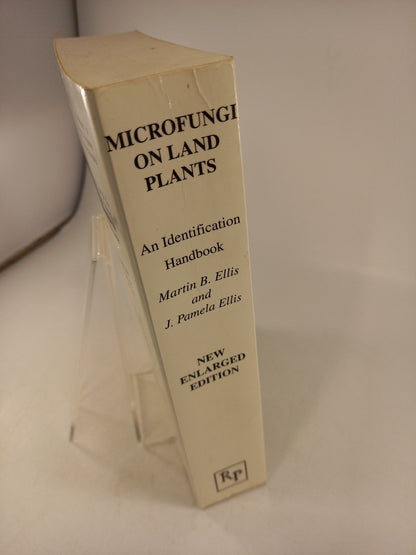 MICROFUNGI
ON LAND
PLANTS
An Identification
Handbook
Martin B. Ellis
and
J. Pamela Ellis
NEW
ENLARGED
EDITION
RP